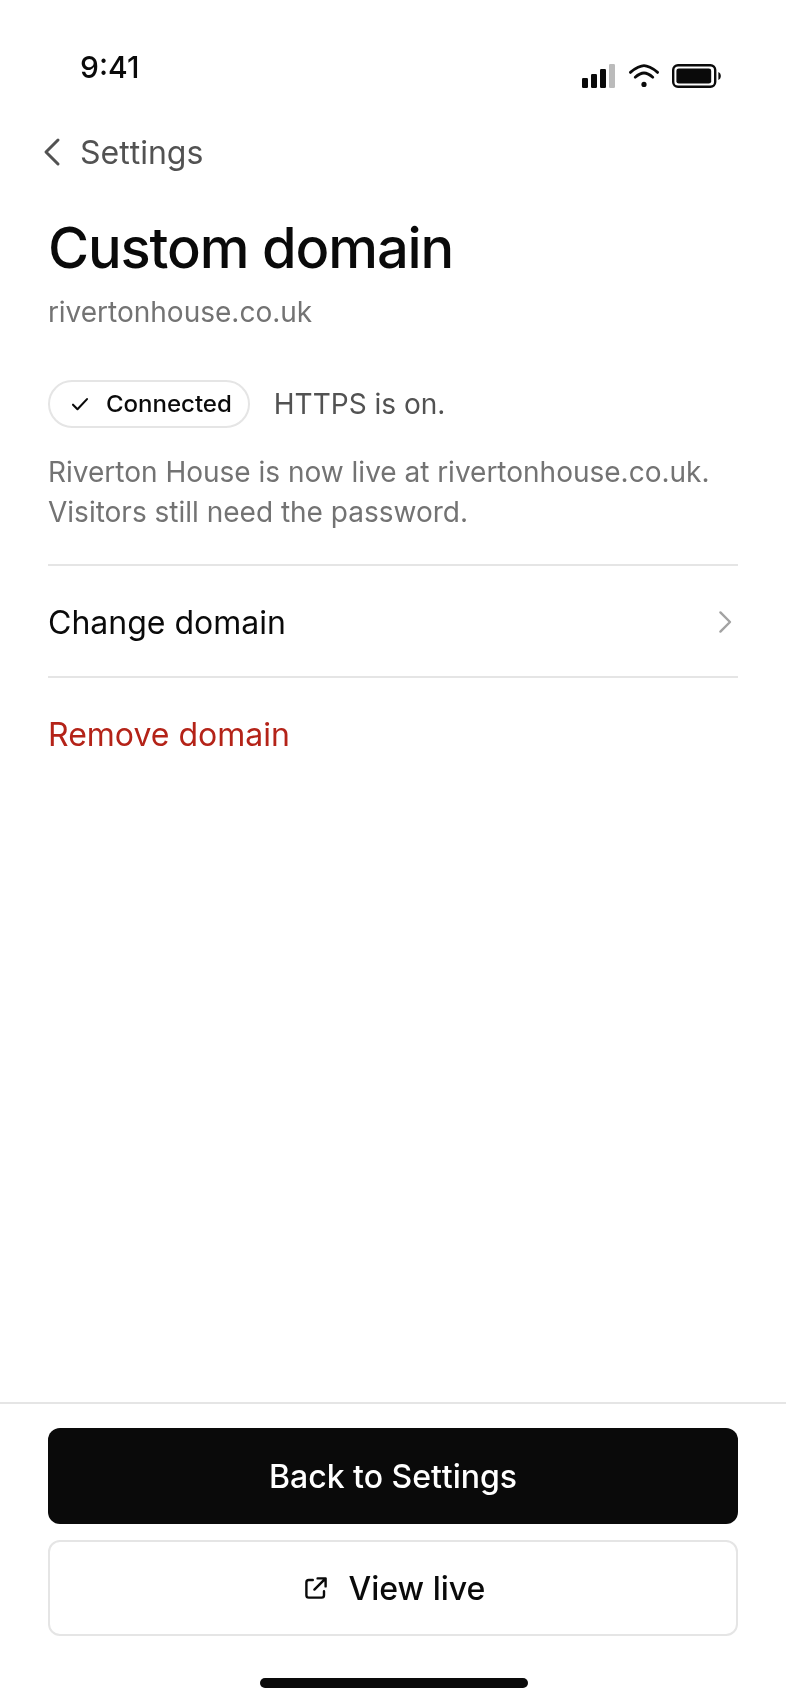 9:41
Settings
Custom domain
rivertonhouse.co.uk
Connected HTTPS is on.
Riverton House is now live at rivertonhouse.co.uk.
Visitors still need the password.
Change domain
Remove domain
Back to Settings
View live